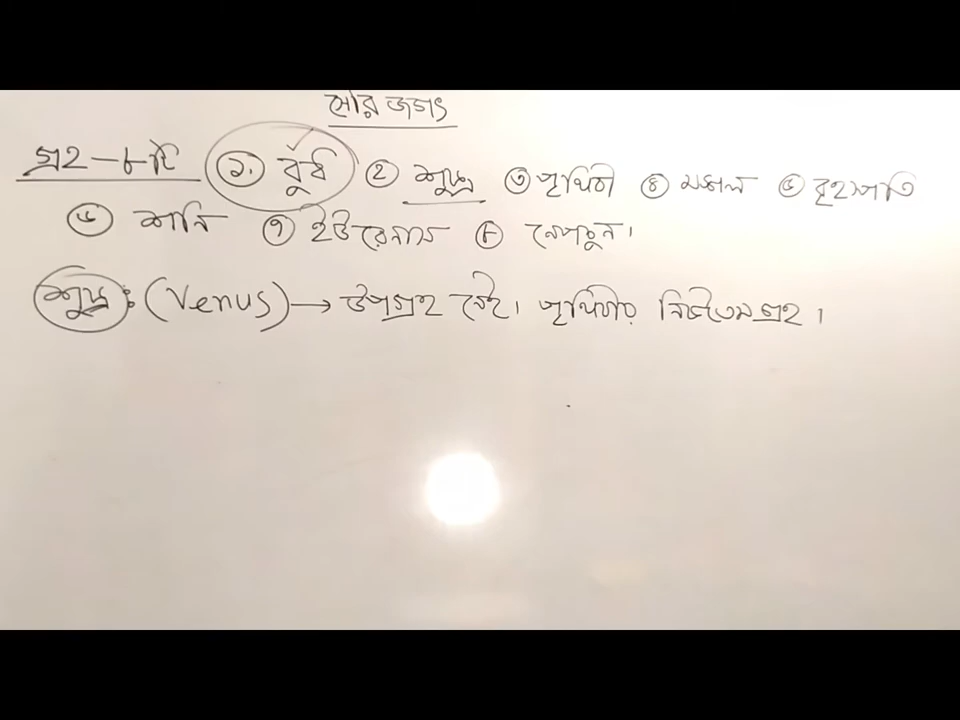 সৌর জগৎ
গ্রহ - ৮টি ১. বুধ ২ শুক্র ৩ পৃথিবী ৪ মঙ্গল ৫ বৃহস্পতি
৬ শনি ৭ ইউরেনাস ৮ নেপচুন।
শুক্র : (Venus) → উপগ্রহ নেই। পৃথিবীর নিকটতম গ্রহ।